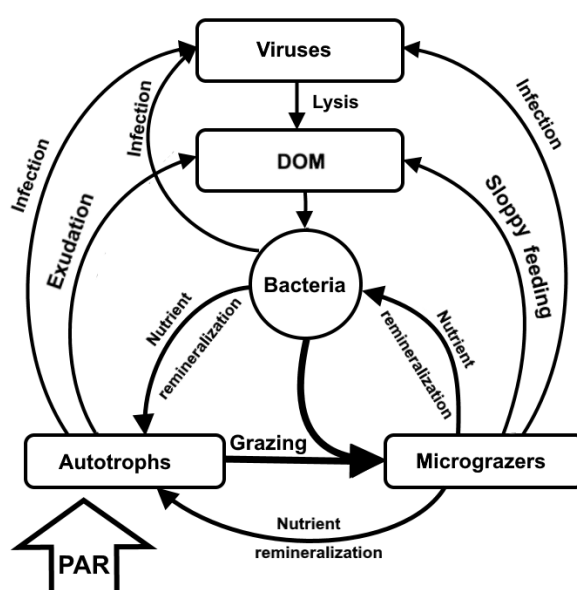 Viruses
Lysis
Infection
Infection
Infection
DOM
Exudation
Sloppy feeding
Bacteria
Nutrient
remineralization
Nutrient
remineralization
Grazing
Autotrophs
Micrograzers
Nutrient
remineralization
PAR